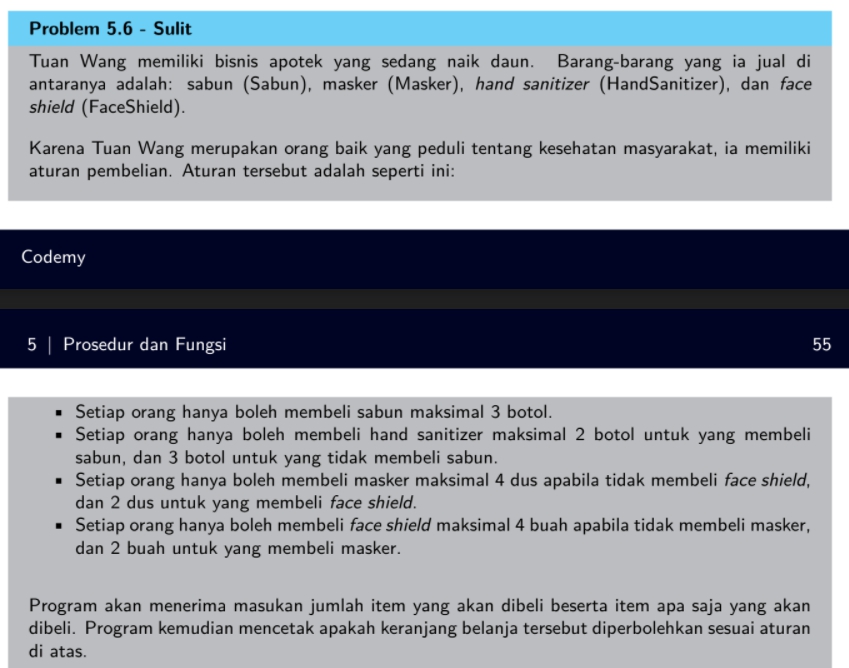 Problem 5.6 - Sulit
Tuan Wang memiliki bisnis apotek yang sedang naik daun. Barang-barang yang ia jual di
antaranya adalah: sabun (Sabun), masker (Masker), hand sanitizer (HandSanitizer), dan face
shield (FaceShield).
Karena Tuan Wang merupakan orang baik yang peduli tentang kesehatan masyarakat, ia memiliki
aturan pembelian. Aturan tersebut adalah seperti ini:
Codemy
5 | Prosedur dan Fungsi 55
▪ Setiap orang hanya boleh membeli sabun maksimal 3 botol.
▪ Setiap orang hanya boleh membeli hand sanitizer maksimal 2 botol untuk yang membeli
sabun, dan 3 botol untuk yang tidak membeli sabun.
▪ Setiap orang hanya boleh membeli masker maksimal 4 dus apabila tidak membeli face shield,
dan 2 dus untuk yang membeli face shield.
▪ Setiap orang hanya boleh membeli face shield maksimal 4 buah apabila tidak membeli masker,
dan 2 buah untuk yang membeli masker.
Program akan menerima masukan jumlah item yang akan dibeli beserta item apa saja yang akan
dibeli. Program kemudian mencetak apakah keranjang belanja tersebut diperbolehkan sesuai aturan
di atas.